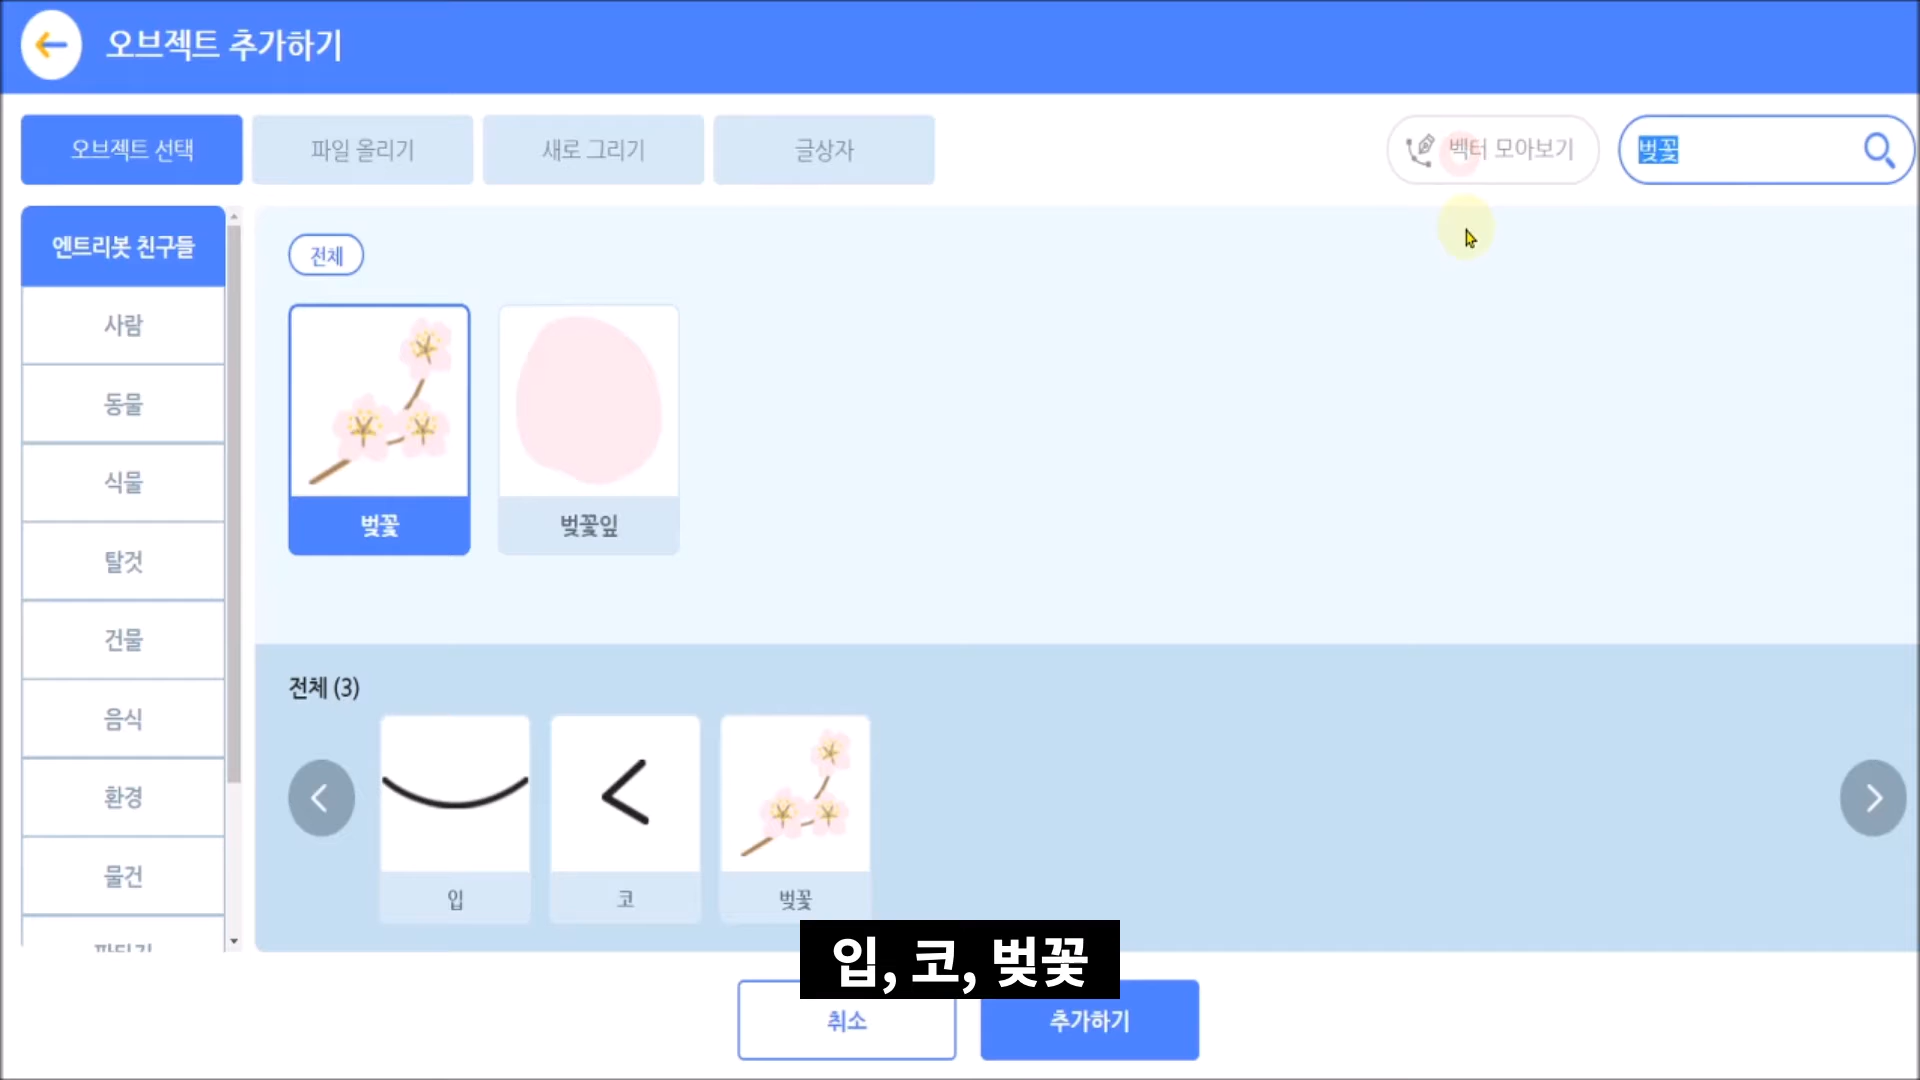 오브젝트 추가하기
오브젝트 선택
파일 올리기
새로 그리기
글상자
벡터 모아보기
벚꽃
엔트리봇 친구들
사람
동물
식물
탈것
건물
음식
환경
물건
전체
벚꽃
벚꽃잎
전체 (3)
입
코
벚꽃
입, 코, 벚꽃
취소
추가하기